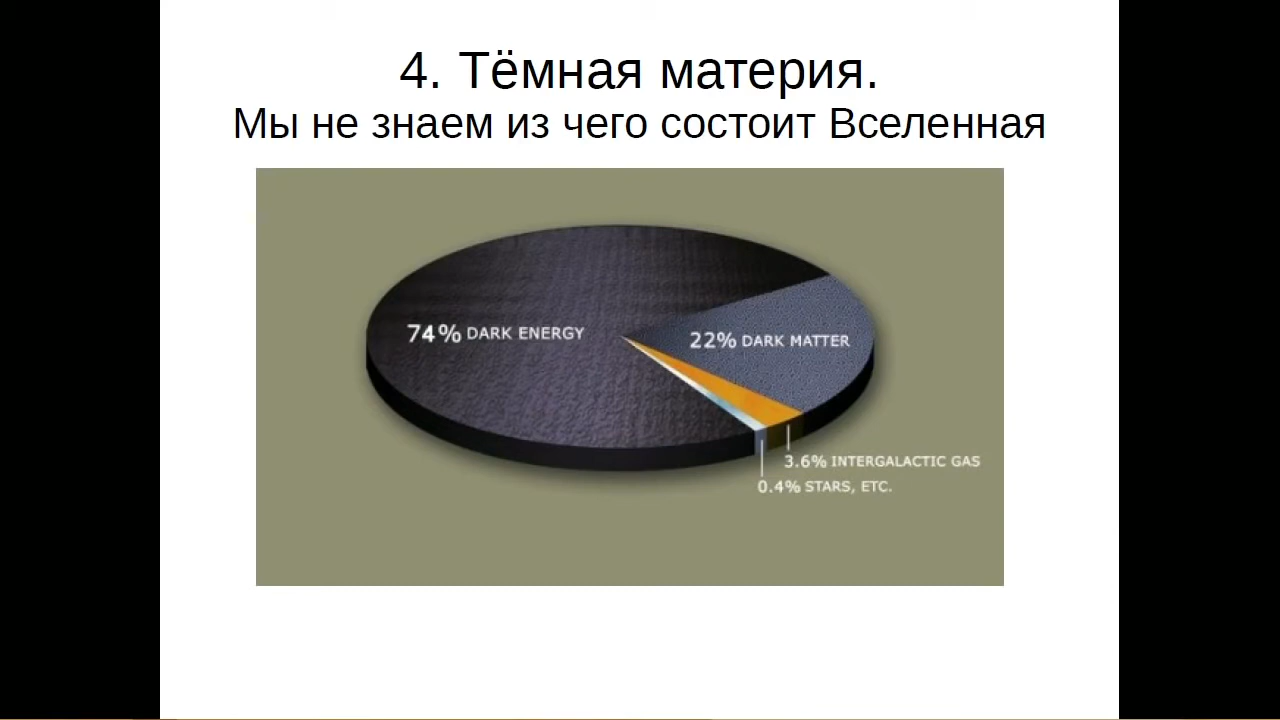 4. Тёмная материя.
Мы не знаем из чего состоит Вселенная
74% DARK ENERGY
22% DARK MATTER
3.6% INTERGALACTIC GAS
0.4% STARS, ETC.